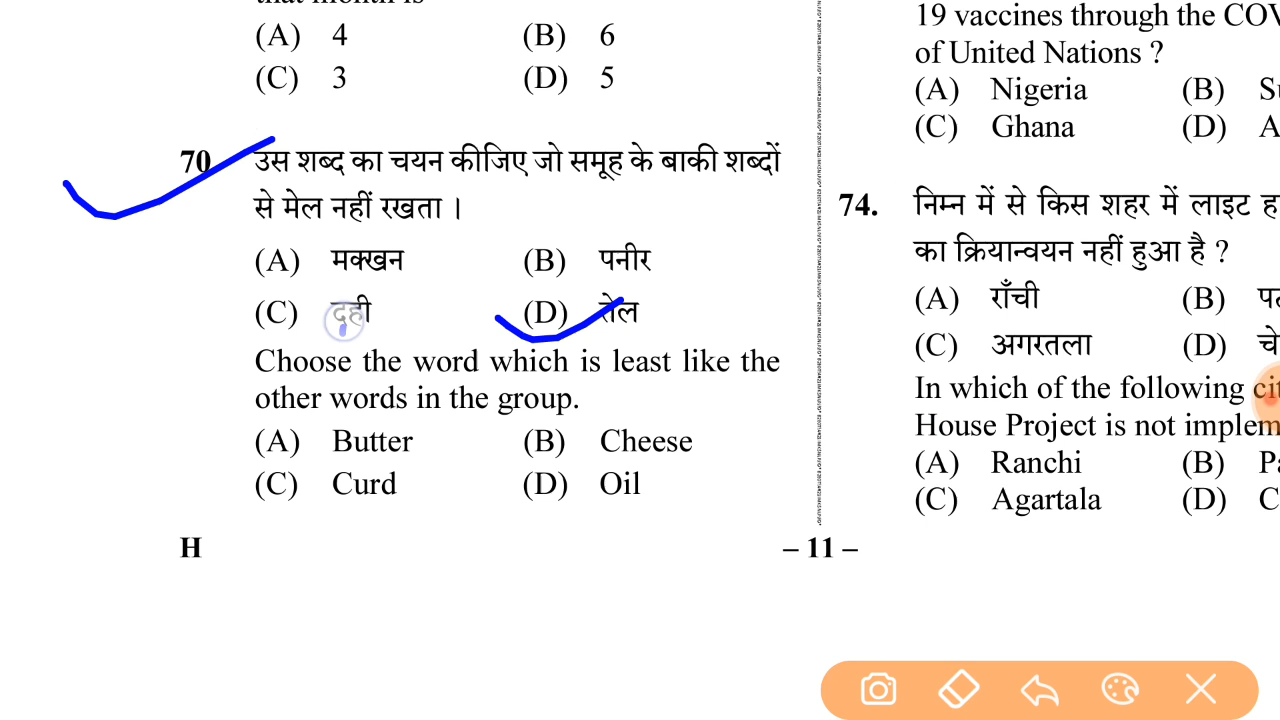 that month is
(A) 4 (B) 6
(C) 3 (D) 5
70 उस शब्द का चयन कीजिए जो समूह के बाकी शब्दों
से मेल नहीं रखता ।
(A) मक्खन (B) पनीर
(C) दही (D) तेल
Choose the word which is least like the
other words in the group.
(A) Butter (B) Cheese
(C) Curd (D) Oil
H
– 11 –
19 vaccines through the COV
of United Nations ?
(A) Nigeria (B) Su
(C) Ghana (D) A
74. निम्न में से किस शहर में लाइट ह
का क्रियान्वयन नहीं हुआ है ?
(A) राँची (B)
(C) अगरतला (D) चे
In which of the following cit
House Project is not implem
(A) Ranchi (B) Pa
(C) Agartala (D) C